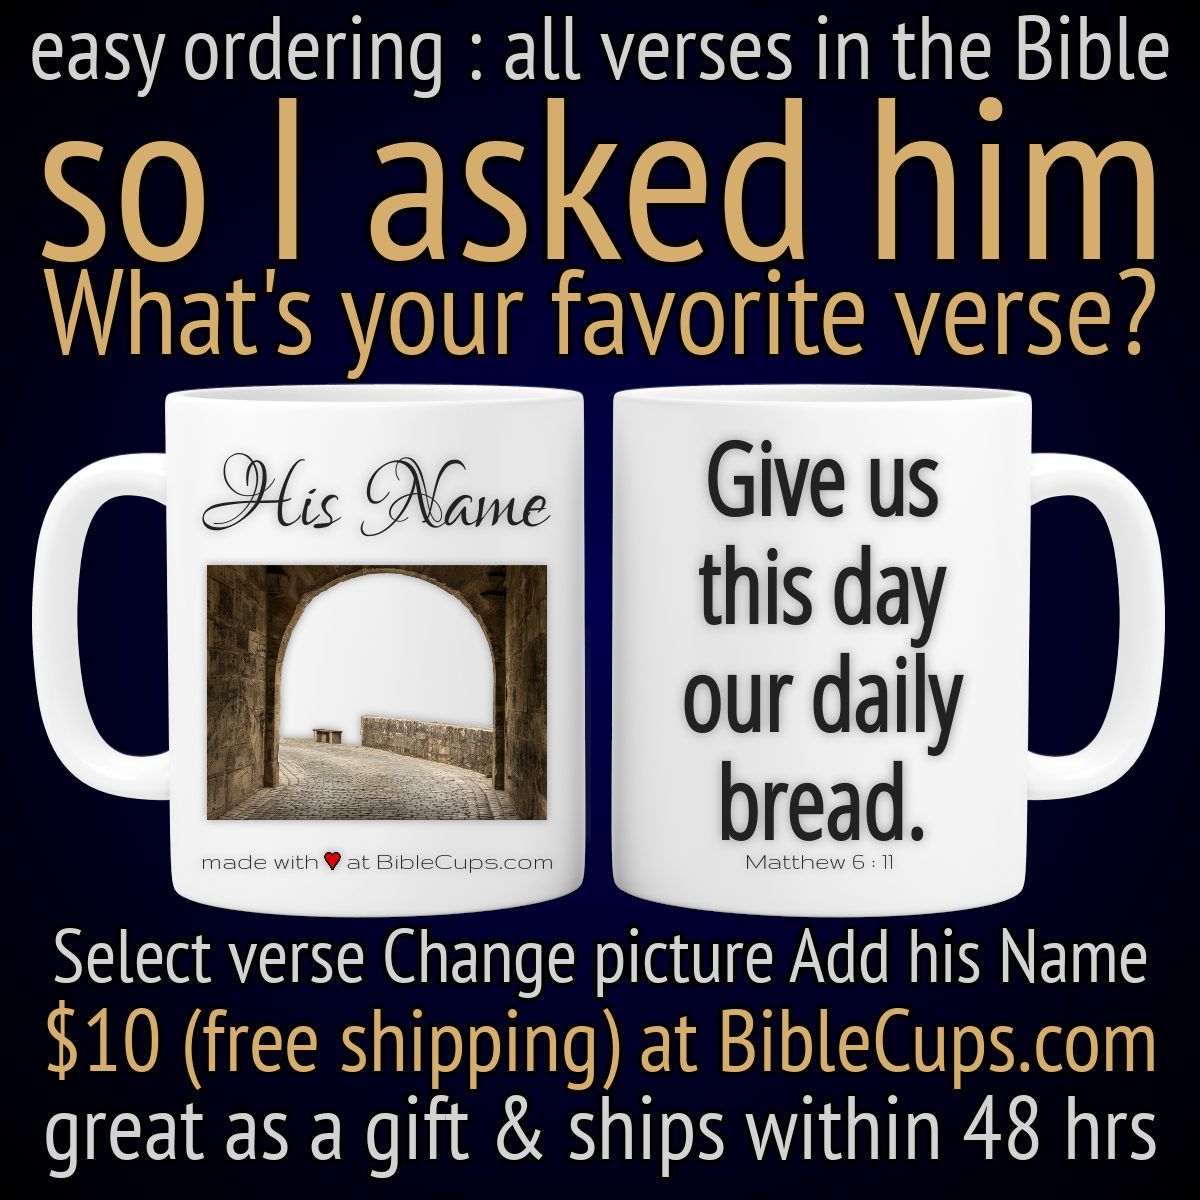 easy ordering : all verses in the Bible
so I asked him
What's your favorite verse?
His Name
made with ♥ at BibleCups.com
Give us
this day
our daily
bread.
Matthew 6 : 11
Select verse Change picture Add his Name
$10 (free shipping) at BibleCups.com
great as a gift & ships within 48 hrs